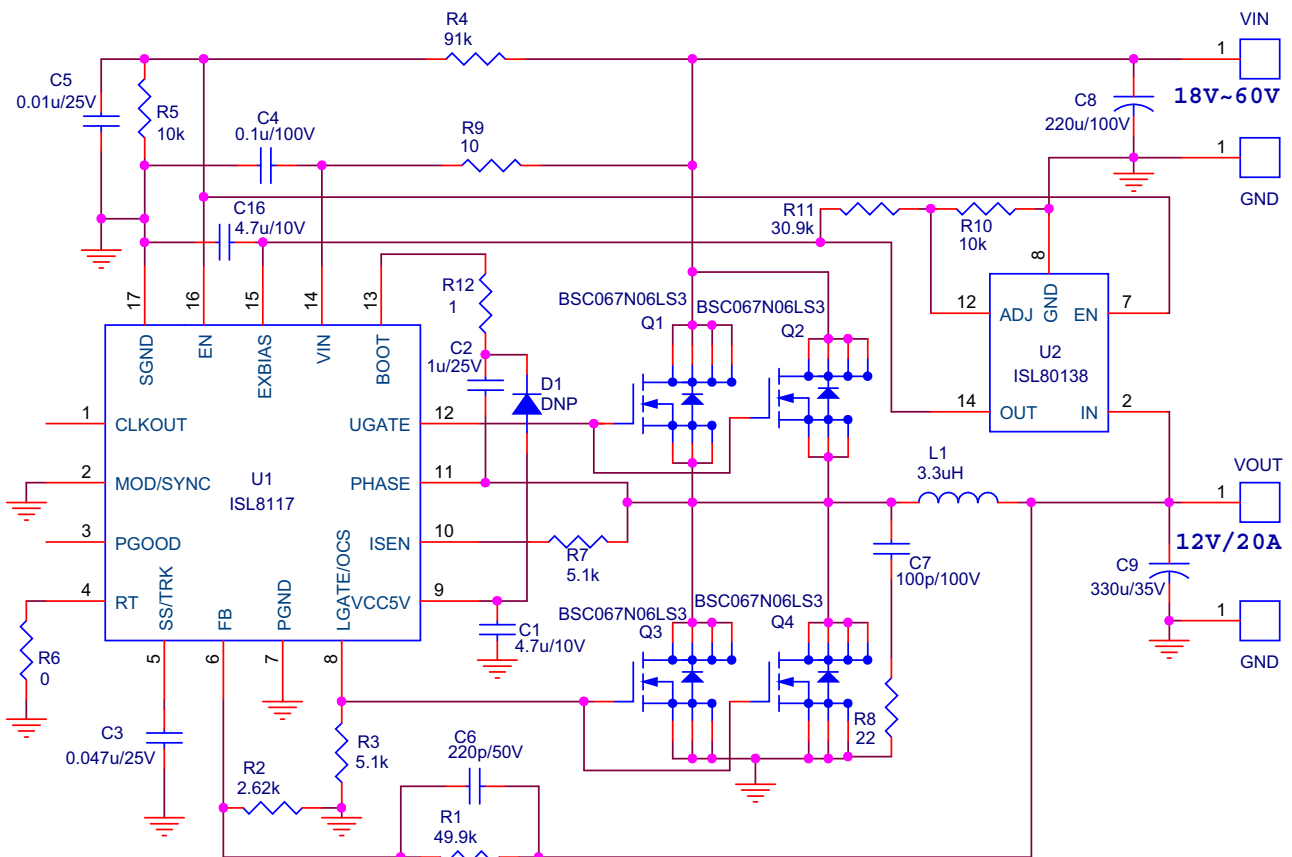 R4
91k
VIN
1
18V~60V
C5
0.01u/25V
R5
10k
C4
0.1u/100V
R9
10
C8
220u/100V
1
GND
C16
4.7u/10V
R11
30.9k
R10
10k
17
16
15
14
13
R12
1
8
BSC067N06LS3
Q1
BSC067N06LS3
Q2
12
ADJ
GND
EN
7
SGND
EN
EXBIAS
VIN
BOOT
C2
1u/25V
D1
DNP
U2
ISL80138
14
OUT
IN
2
1
CLKOUT
UGATE
12
L1
3.3uH
VOUT
1
12V/20A
2
MOD/SYNC
U1
ISL8117
PHASE
11
3
PGOOD
ISEN
10
R7
5.1k
C7
100p/100V
C9
330u/35V
4
RT
SS/TRK
FB
PGND
LGATE/OCS
VCC5V
9
C1
4.7u/10V
BSC067N06LS3
Q3
BSC067N06LS3
Q4
1
GND
R6
0
5
6
7
8
C3
0.047u/25V
R3
5.1k
R8
22
R2
2.62k
C6
220p/50V
R1
49.9k